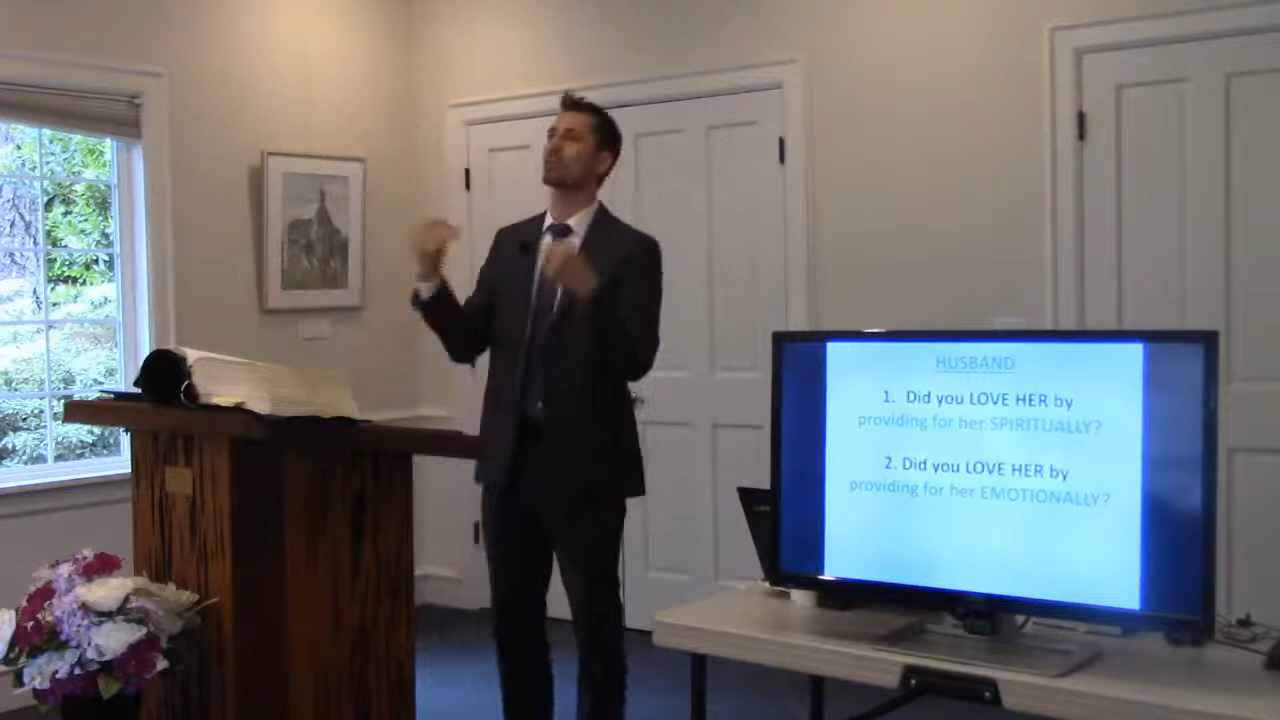 HUSBAND
1. Did you LOVE HER by
providing for her SPIRITUALLY?
2. Did you LOVE HER by
providing for her EMOTIONALLY?